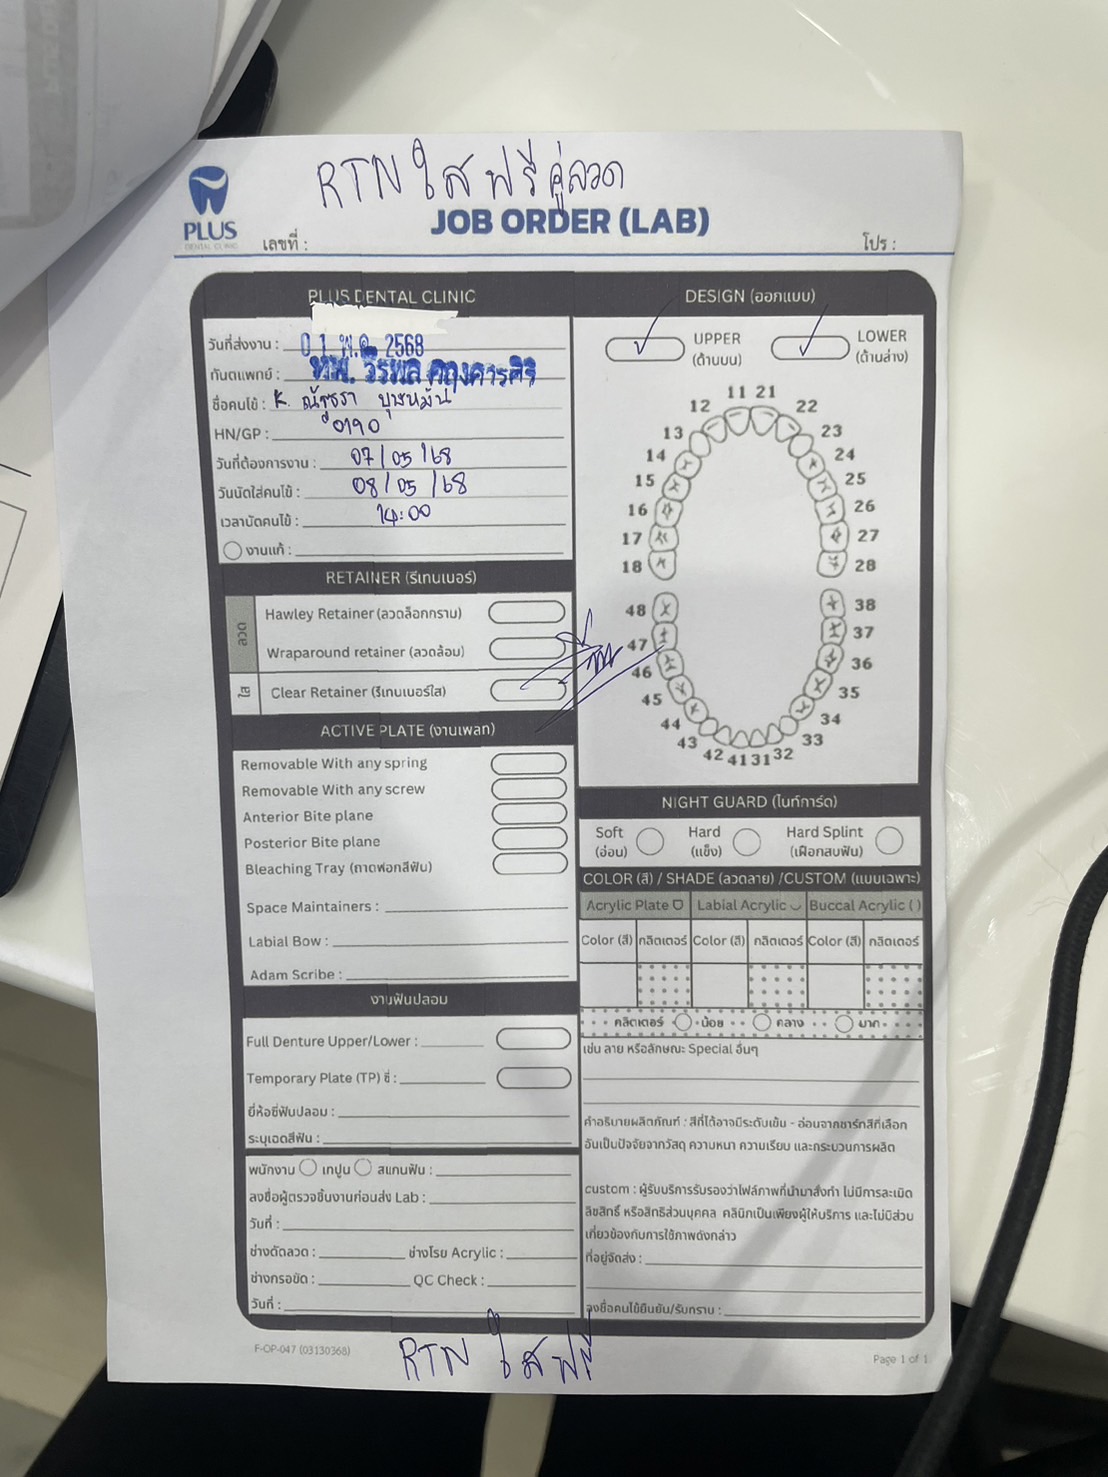 RTN ใส ฟรี คู่ลวด
PLUS
DENTAL CLINIC
JOB ORDER (LAB)
เลขที่ :
โปร :
PLUS DENTAL CLINIC
วันที่ส่งงาน : 01 พ.ค. 2568
ทันตแพทย์ : ทพ. วีรพล
ชื่อคนไข้ : K.
HN/GP : 0190
วันที่ต้องการงาน : 07/05/68
วันนัดใส่คนไข้ : 08/05/68
เวลานัดคนไข้ : 14:00
งานแก้ :
RETAINER (รีเทนเนอร์)
ลวด
Hawley Retainer (ลวดล็อกกราม)
Wraparound retainer (ลวดล้อม)
ใส
Clear Retainer (รีเทนเนอร์ใส)
ACTIVE PLATE (งานเพลท)
Removable With any spring
Removable With any screw
Anterior Bite plane
Posterior Bite plane
Bleaching Tray (ถาดฟอกสีฟัน)
Space Maintainers :
Labial Bow :
Adam Scribe :
งานฟันปลอม
Full Denture Upper/Lower :
Temporary Plate (TP) ซี่ :
ยี่ห้อซี่ฟันปลอม :
ระบุเฉดสีฟัน :
พนักงาน เทปูน สแกนฟัน :
ลงชื่อผู้ตรวจชิ้นงานก่อนส่ง Lab :
วันที่ :
ช่างดัดลวด : ช่างโรย Acrylic :
ช่างกรอขัด : QC Check :
วันที่ :
DESIGN (ออกแบบ)
UPPER
(ด้านบน)
LOWER
(ด้านล่าง)
11 21
12 22
13 23
14 24
15 25
16 26
17 27
18 28
48 38
47 37
46 36
45 35
44 34
43 33
42 41 31 32
NIGHT GUARD (ไนท์การ์ด)
Soft
(อ่อน)
Hard
(แข็ง)
Hard Splint
(เฝือกสบฟัน)
COLOR (สี) / SHADE (ลวดลาย) /CUSTOM (แบบเฉพาะ)
Acrylic Plate Labial Acrylic Buccal Acrylic ( )
Color (สี) กลิตเตอร์ Color (สี) กลิตเตอร์ Color (สี) กลิตเตอร์
กลิตเตอร์ น้อย กลาง มาก
เช่น ลาย หรือลักษณะ Special อื่นๆ
คำอธิบายผลิตภัณฑ์ : สีที่ได้อาจมีระดับเข้ม - อ่อนจากชาร์ทสีที่เลือก
อันเป็นปัจจัยจากวัสดุ ความหนา ความเรียบ และกระบวนการผลิต
custom : ผู้รับบริการรับรองว่าไฟล์ภาพที่นำมาสั่งทำ ไม่มีการละเมิด
ลิขสิทธิ์ หรือสิทธิส่วนบุคคล คลินิกเป็นเพียงผู้ให้บริการ และไม่มีส่วน
เกี่ยวข้องกับการใช้ภาพดังกล่าว
ที่อยู่จัดส่ง :
ลงชื่อคนไข้ยืนยัน/รับทราบ :
RTN ใส ฟรี
F-OP-047 (03130368)
Page 1 of 1